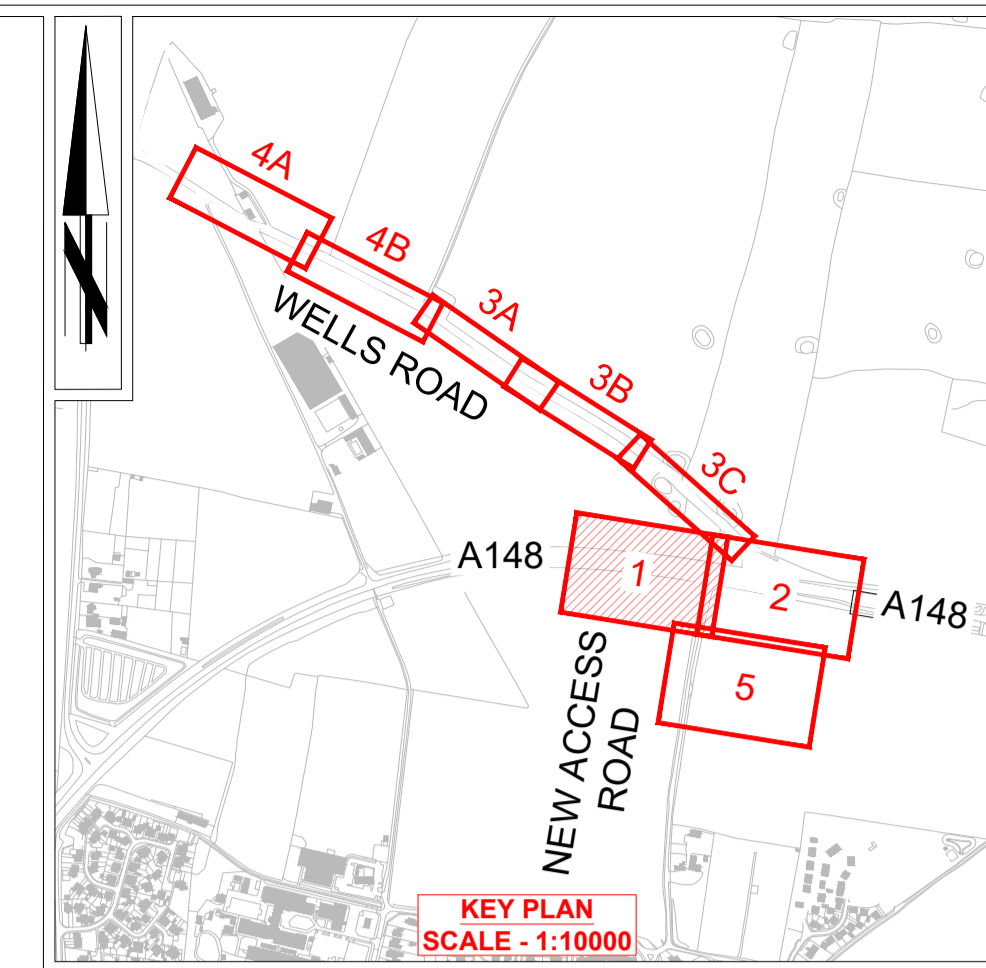 4A
4B
3A
WELLS ROAD
3B
3C
A148
1
2
A148
5
NEW ACCESS
ROAD
KEY PLAN
SCALE - 1:10000